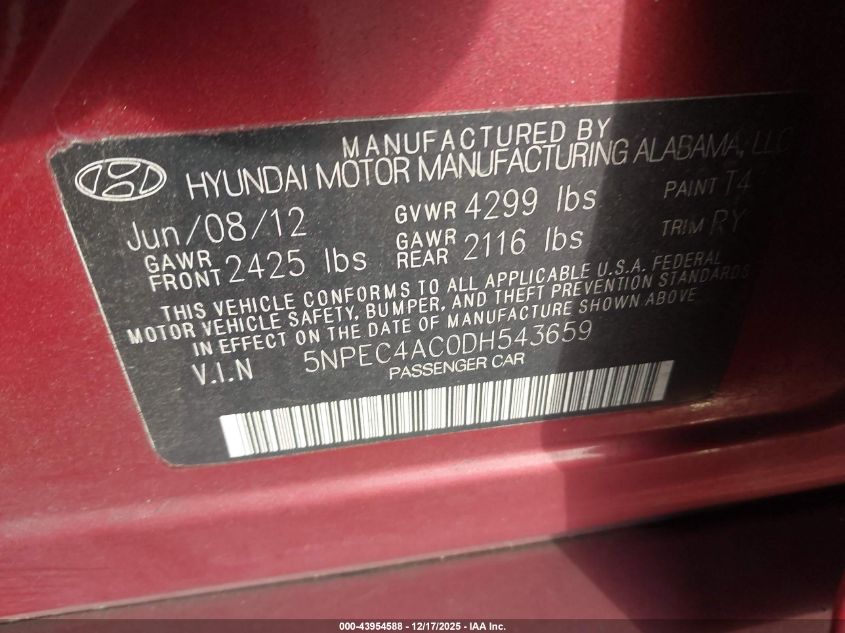 MANUFACTURED BY
HYUNDAI MOTOR MANUFACTURING ALABAMA, LLC
Jun/08/12 GVWR 4299 lbs PAINT T4
GAWR FRONT 2425 lbs GAWR REAR 2116 lbs TRIM RY
THIS VEHICLE CONFORMS TO ALL APPLICABLE U.S.A. FEDERAL
MOTOR VEHICLE SAFETY, BUMPER, AND THEFT PREVENTION STANDARDS
IN EFFECT ON THE DATE OF MANUFACTURE SHOWN ABOVE
V.I.N 5NPEC4AC0DH543659
PASSENGER CAR
000-43954588 - 12/17/2025 - IAA Inc.